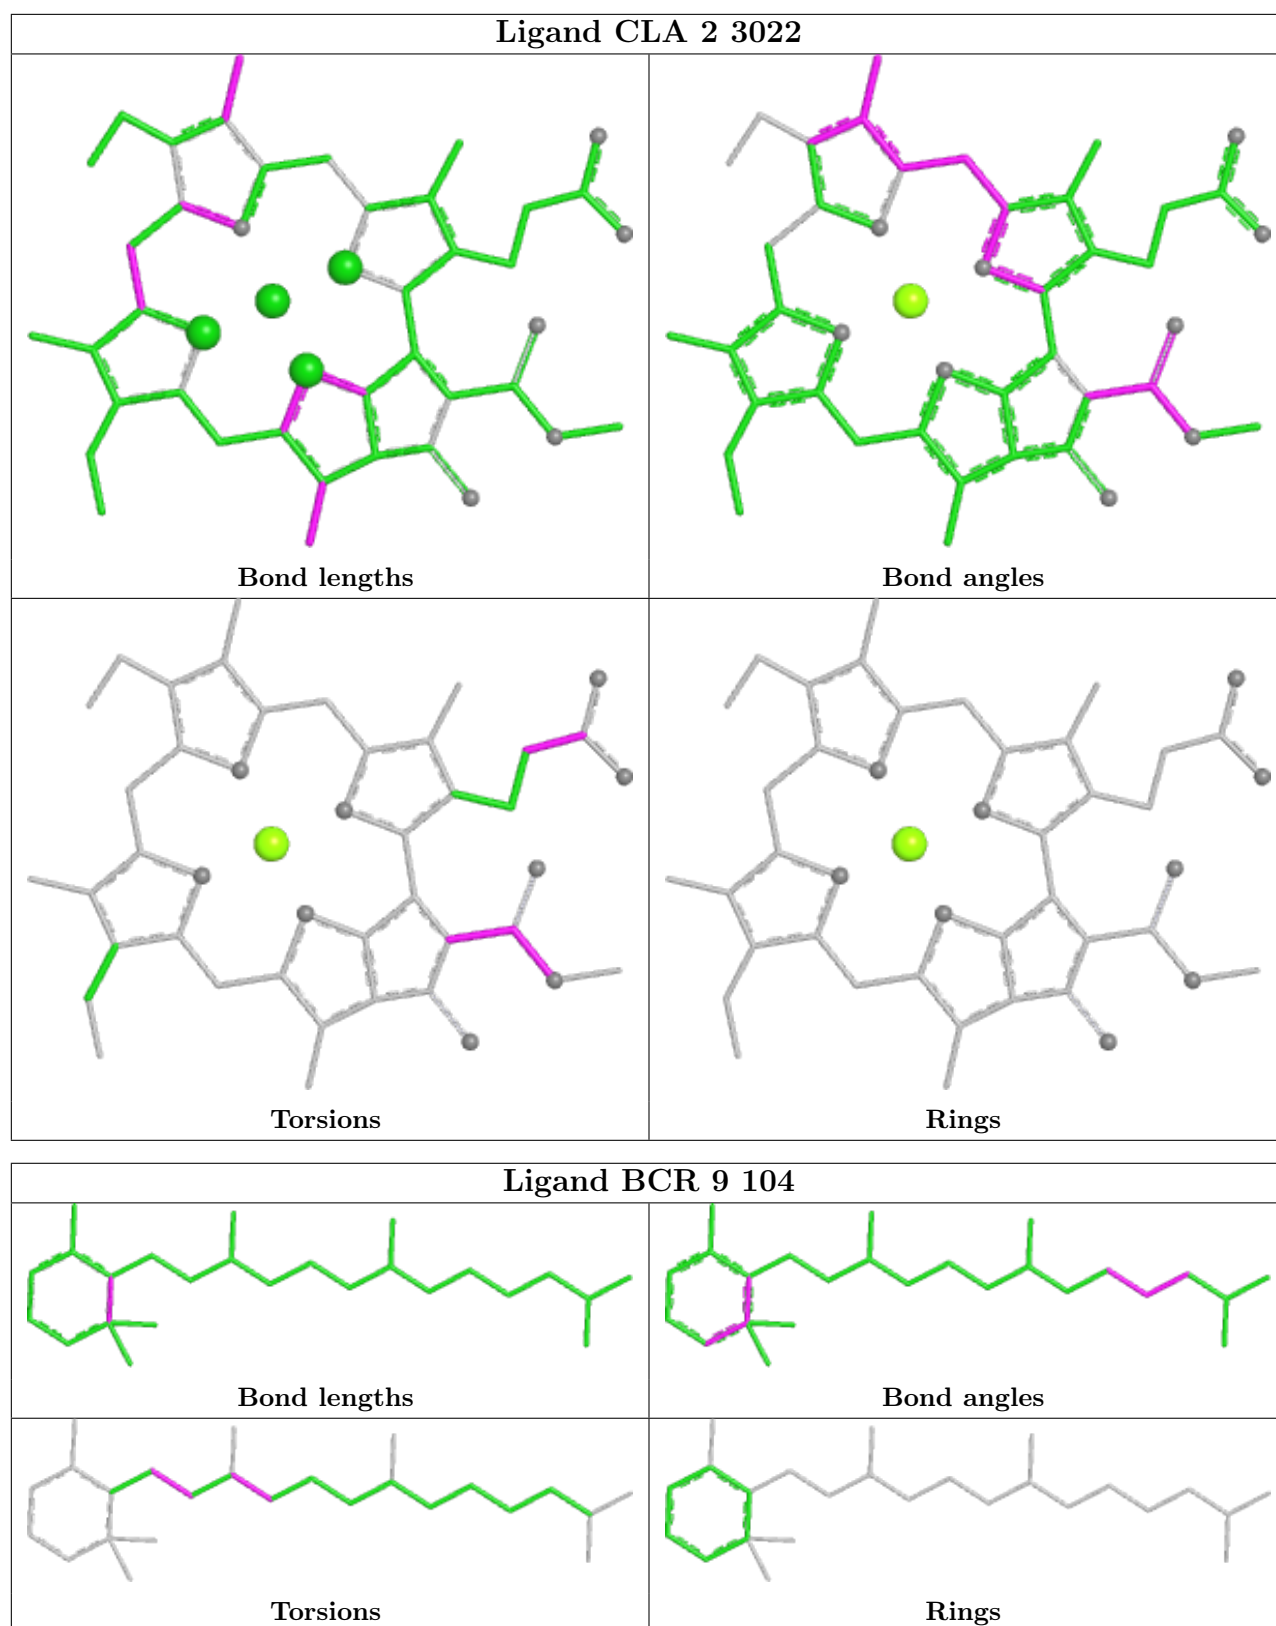 Ligand CLA 2 3022
Bond lengths
Bond angles
Torsions
Rings
Ligand BCR 9 104
Bond lengths
Bond angles
Torsions
Rings